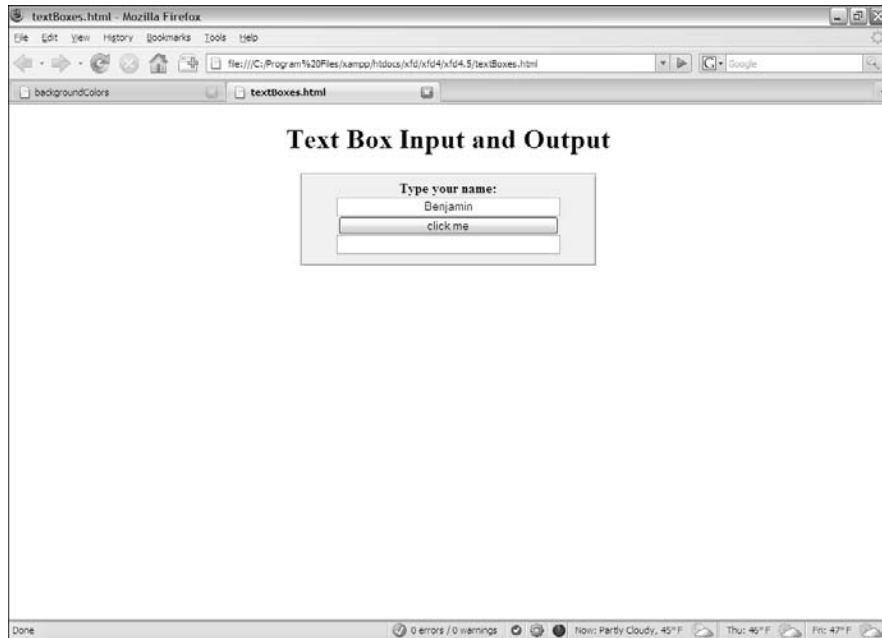 textBoxes.html - Mozilla Firefox
File Edit View History Bookmarks Tools Help
file:///C:/Program%20Files/xampp/htdocs/xfd/xfd4/xfd4.5/textBoxes.html Google
backgroundColors textBoxes.html
Text Box Input and Output
Type your name:
Benjamin
click me
Done 0 errors / 0 warnings Now: Partly Cloudy, 45° F Thu: 46° F Fri: 47° F